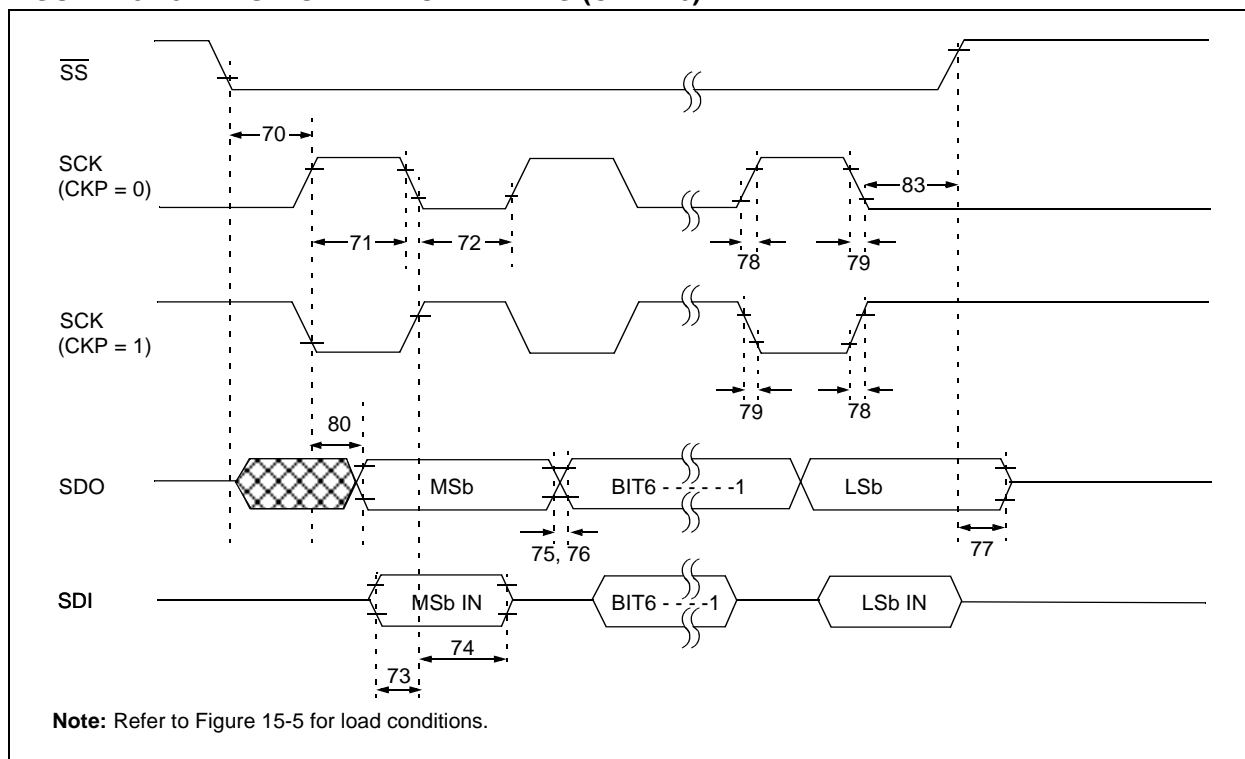 SS
70
SCK
(CKP = 0)
83
71
72
78
79
SCK
(CKP = 1)
79
78
80
SDO
MSb
BIT6 - - - - - -1
LSb
75, 76
77
SDI
MSb IN
BIT6 - - - - -1
LSb IN
74
73
Note: Refer to Figure 15-5 for load conditions.